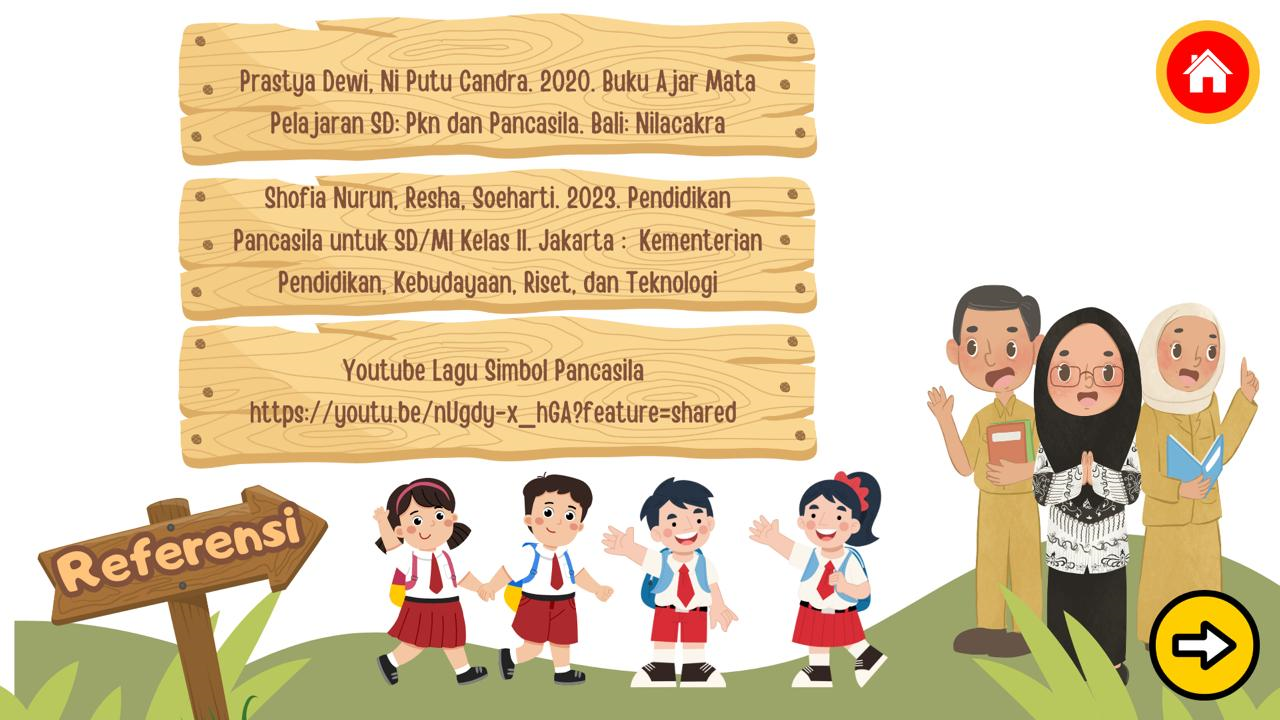 Prastya Dewi, Ni Putu Candra. 2020. Buku Ajar Mata
Pelajaran SD: Pkn dan Pancasila. Bali: Nilacakra
Shofia Nurun, Resha, Soeharti. 2023. Pendidikan
Pancasila untuk SD/MI Kelas II. Jakarta : Kementerian
Pendidikan, Kebudayaan, Riset, dan Teknologi
Youtube Lagu Simbol Pancasila
https://youtu.be/nUgdy-x_hGA?feature=shared
Referensi